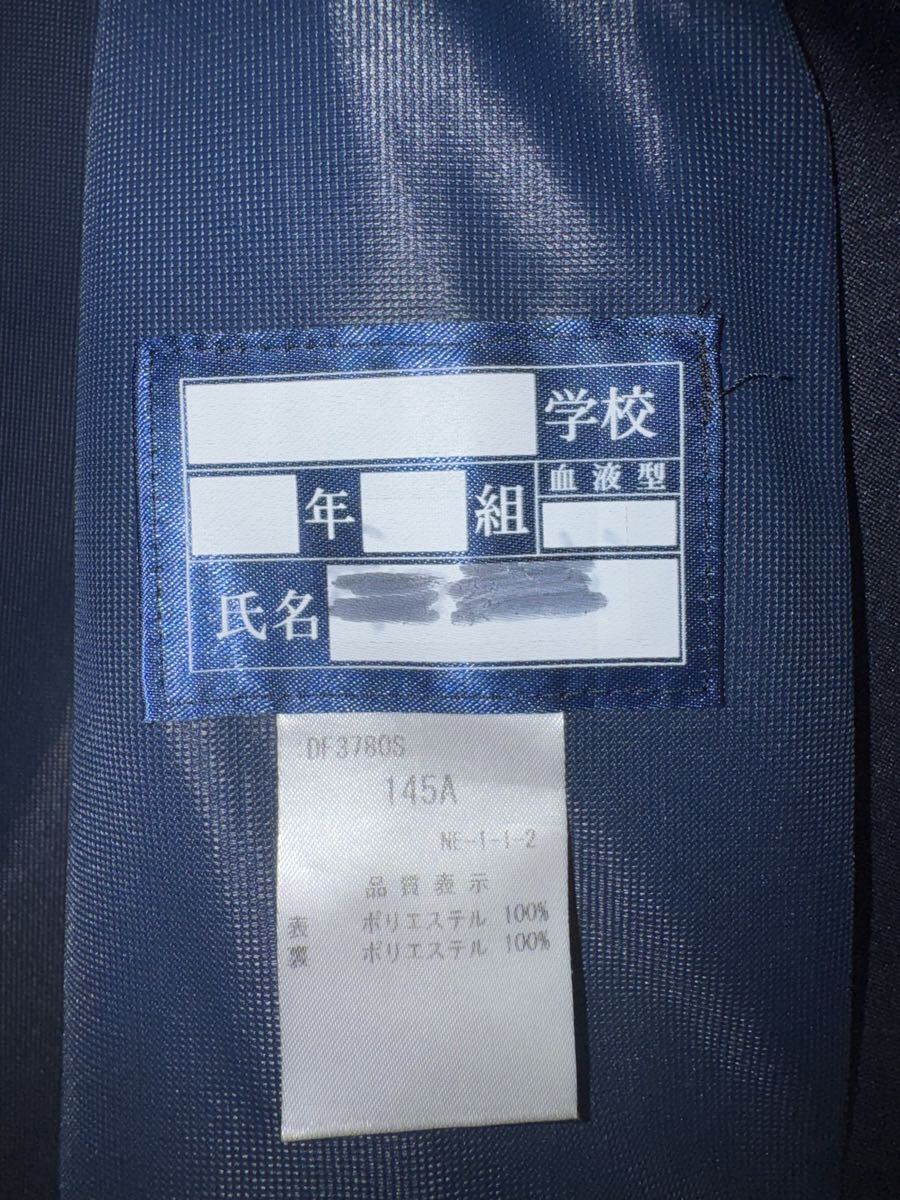 学校
年 組 血液型
氏名
DF3780S
145A
NE-1-1-2
品質表示
表 ポリエステル 100%
裏 ポリエステル 100%